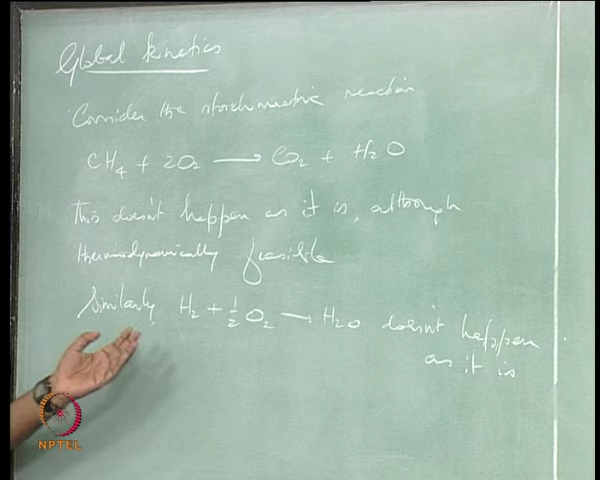 Global kinetics
Consider the stoichiometric reaction
CH₄ + 2O₂ → CO₂ + H₂O
This doesn't happen as it is, although
thermodynamically feasible
Similarly, H₂ + ½ O₂ → H₂O doesn't happen
as it is
NPTEL